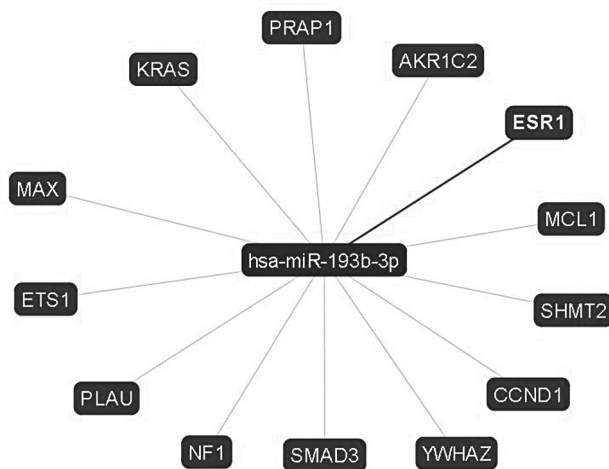 PRAP1
AKR1C2
KRAS
ESR1
MAX
MCL1
hsa-miR-193b-3p
ETS1
SHMT2
PLAU
CCND1
NF1
SMAD3
YWHAZ